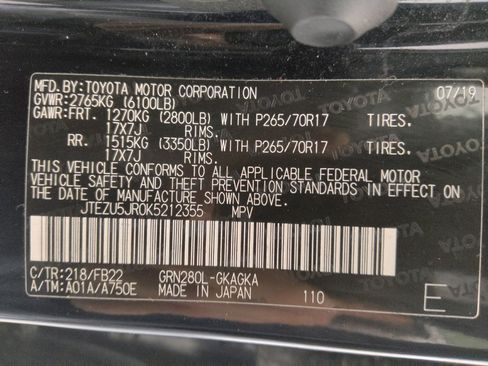 MFD.BY:TOYOTA MOTOR CORPORATION 07/19
GVWR:2765KG (6100LB)
GAWR:FRT. 1270KG (2800LB) WITH P265/70R17 TIRES,
17X7J RIMS,
RR. 1515KG (3350LB) WITH P265/70R17 TIRES,
17X7J RIMS,
THIS VEHICLE CONFORMS TO ALL APPLICABLE FEDERAL MOTOR
VEHICLE SAFETY AND THEFT PREVENTION STANDARDS IN EFFECT ON
THE DATE OF MANUFACTURE SHOWN ABOVE.
JTEZU5JR0K5212355 MPV
C/TR:218/FB22 GRN280L-GKAGKA
A/TM:A01A/A750E MADE IN JAPAN 110 E